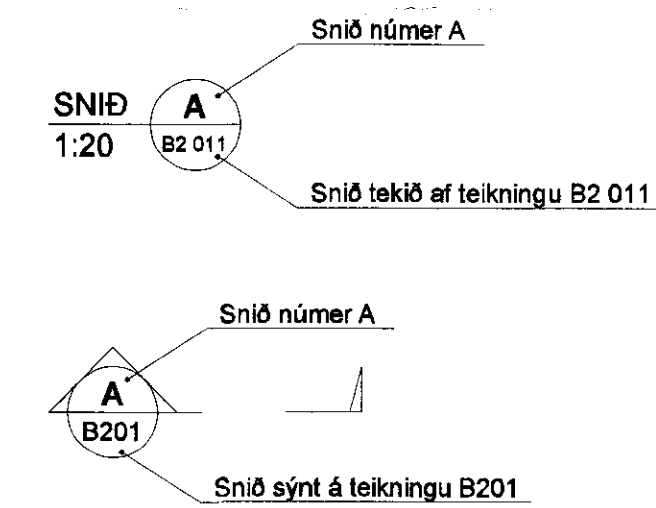 Snið númer A
SNIÐ
A
1:20
B2 011
Snið tekið af teikningu B2 011
Snið númer A
A
B201
Snið sýnt á teikningu B201